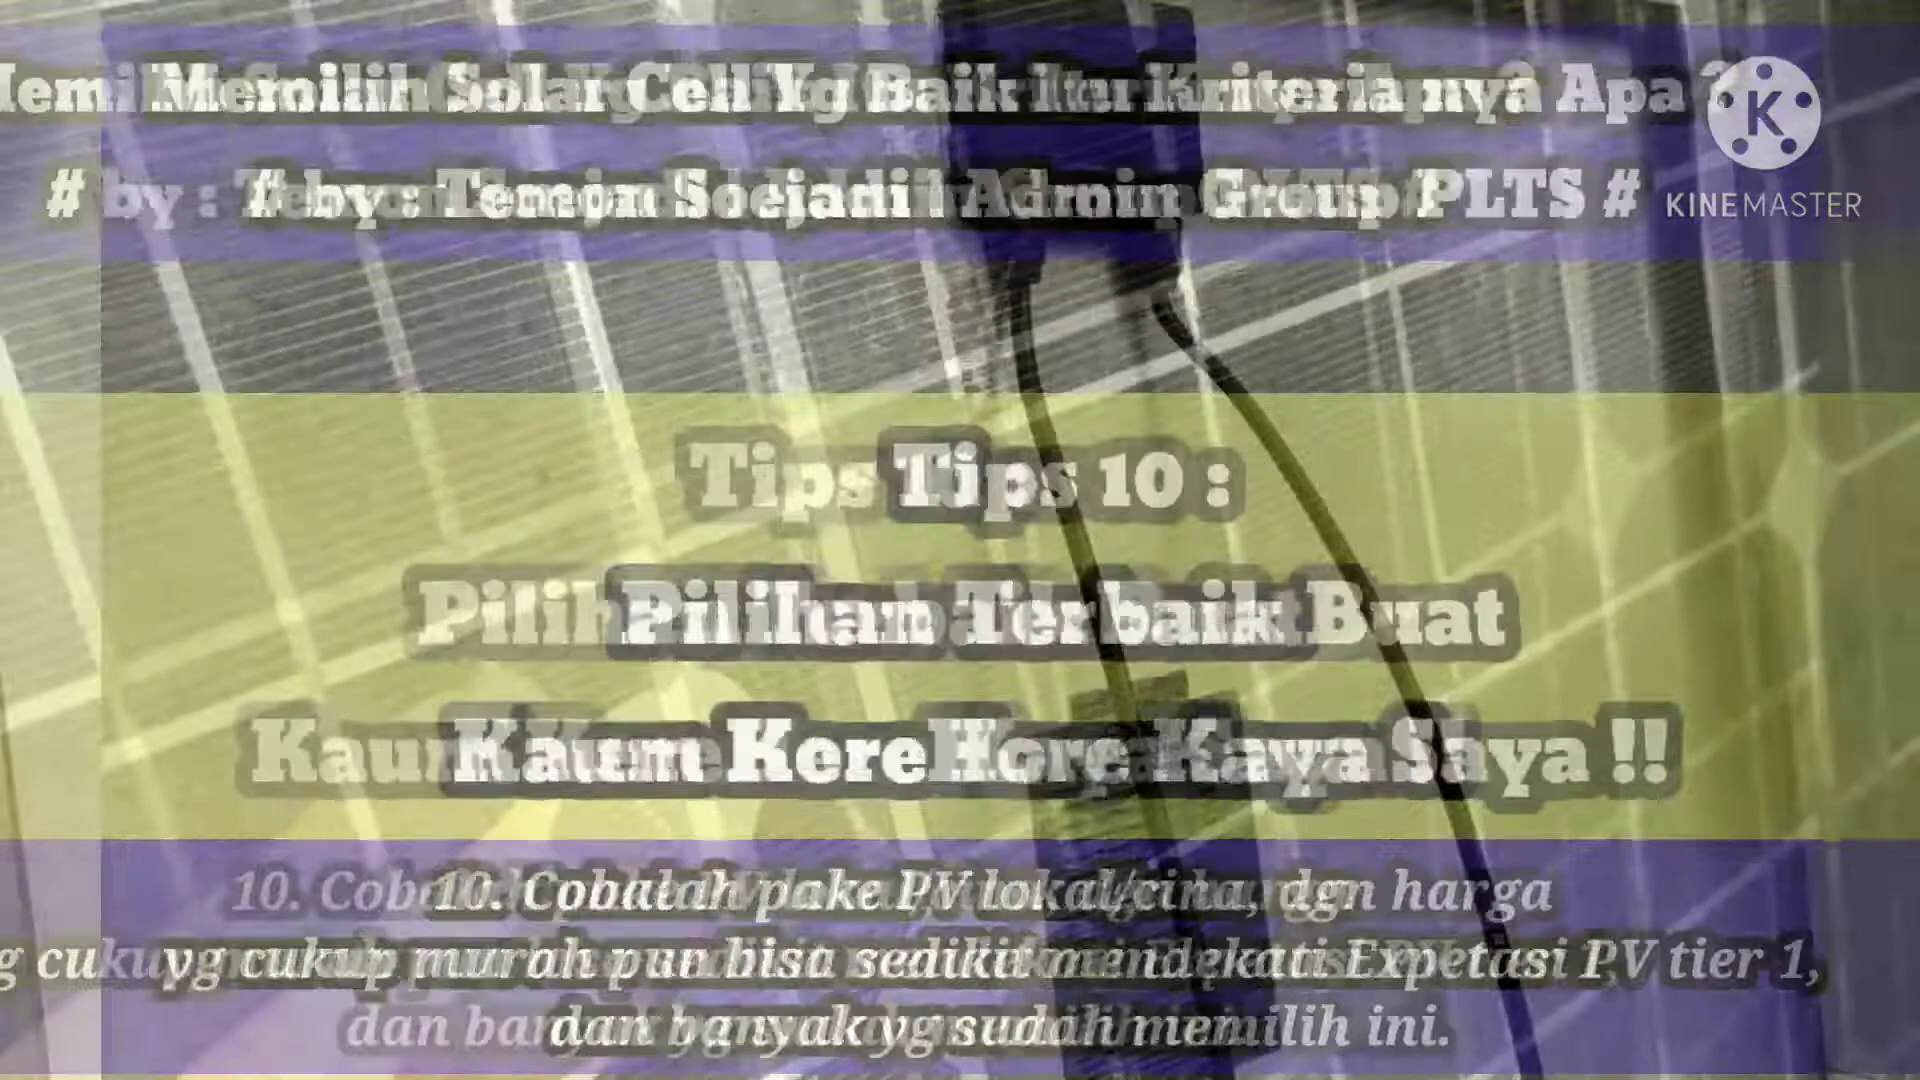 Memilih Solar Cell Yg Baik Itu Kriterianya Apa ?
# by : Temon Soejadi | Admin Group PLTS #
KINEMASTER
Tips 10 :
Pilihan Terbaik Buat
Kaum Kere Hore Kaya Saya !!
10. Cobalah pake PV lokal/cina, dgn harga
yg cukup murah pun bisa sedikit mendekati Expetasi PV tier 1,
dan banyak yg sudah memilih ini.